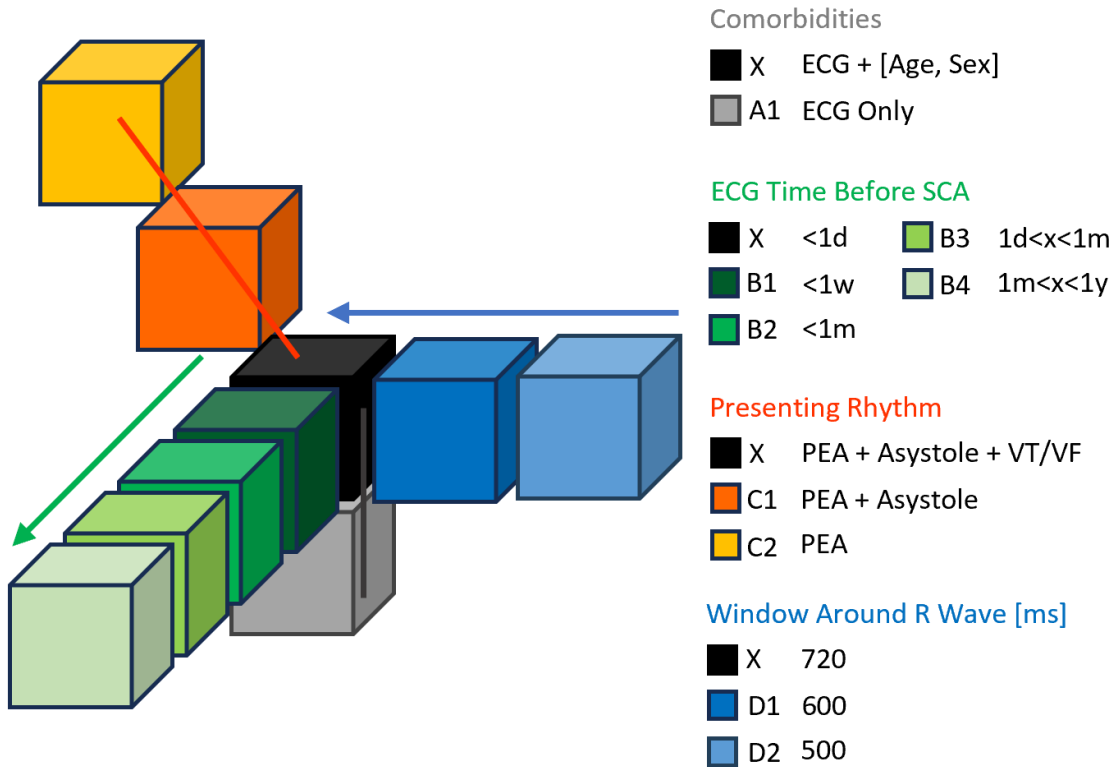 Comorbidities
X ECG + [Age, Sex]
A1 ECG Only
ECG Time Before SCA
X <1d B3 1d<x<1m
B1 <1w B4 1m<x<1y
B2 <1m
Presenting Rhythm
X PEA + Asystole + VT/VF
C1 PEA + Asystole
C2 PEA
Window Around R Wave [ms]
X 720
D1 600
D2 500